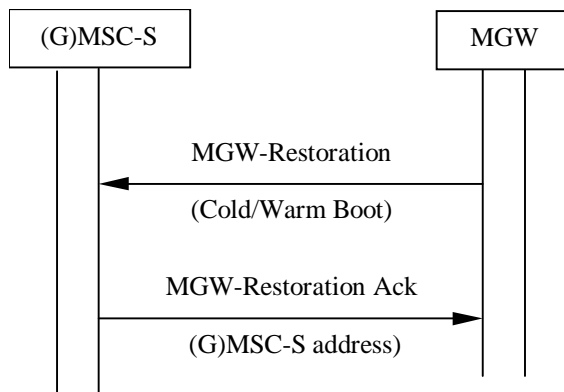 (G)MSC-S
MGW
MGW-Restoration
(Cold/Warm Boot)
MGW-Restoration Ack
(G)MSC-S address)